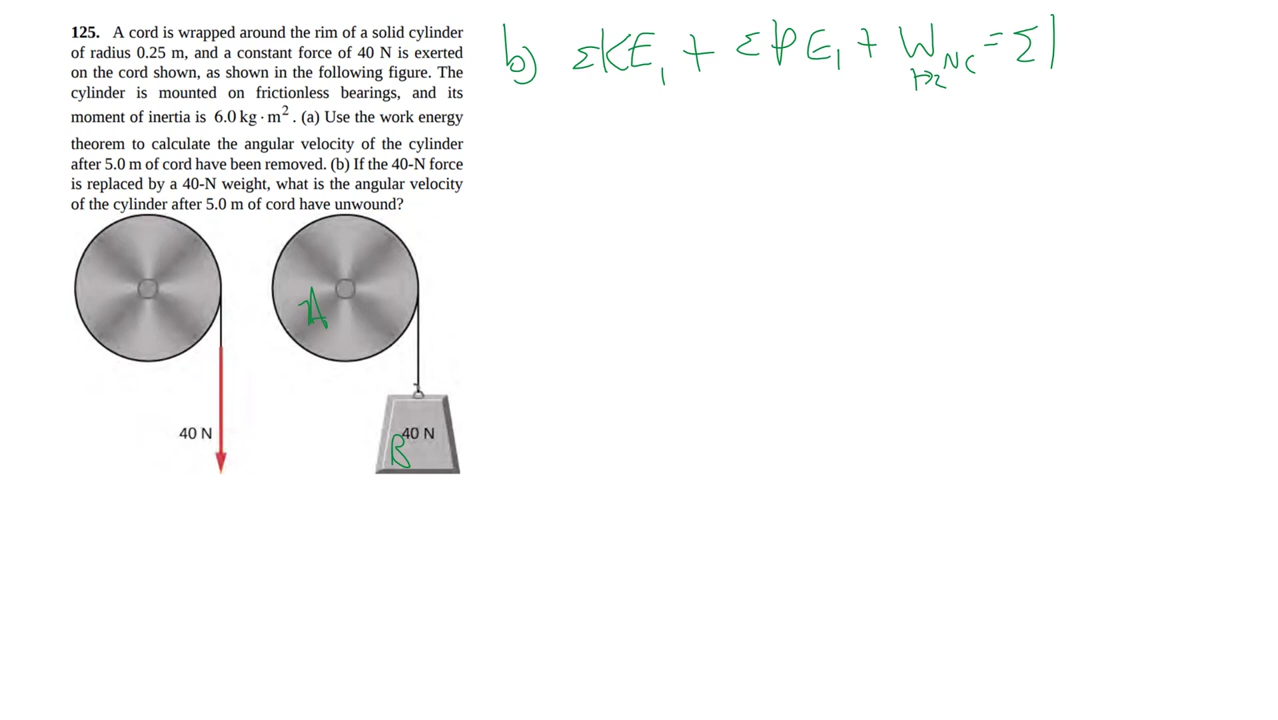 125. A cord is wrapped around the rim of a solid cylinder
of radius 0.25 m, and a constant force of 40 N is exerted
on the cord shown, as shown in the following figure. The
cylinder is mounted on frictionless bearings, and its
moment of inertia is 6.0 kg · m². (a) Use the work energy
theorem to calculate the angular velocity of the cylinder
after 5.0 m of cord have been removed. (b) If the 40-N force
is replaced by a 40-N weight, what is the angular velocity
of the cylinder after 5.0 m of cord have unwound?
b) ΣKE₁ + ΣPE₁ + W_NC = Σ
1→2
A
40 N
40 N
B